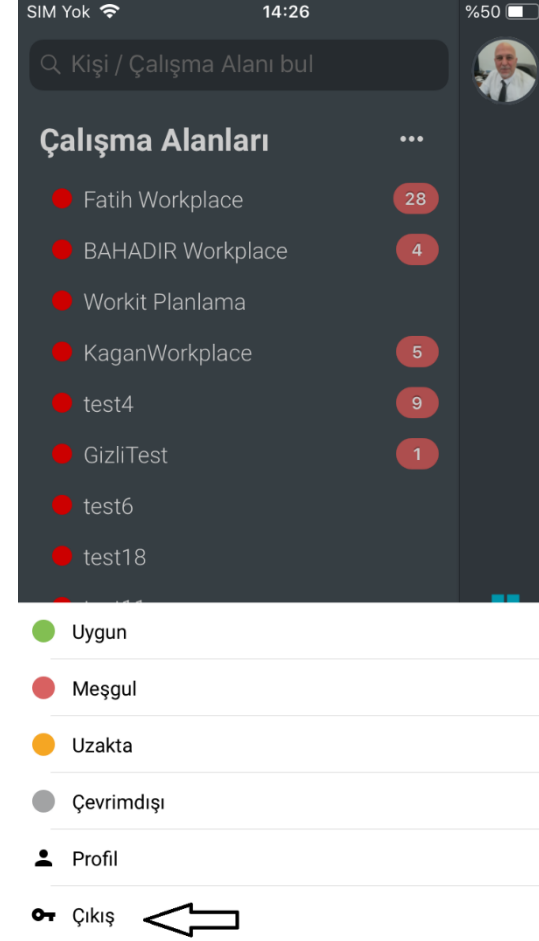 SIM Yok 14:26 %50
Kişi / Çalışma Alanı bul
Çalışma Alanları
Fatih Workplace 28
BAHADIR Workplace 4
Workit Planlama
KaganWorkplace 5
test4 9
GizliTest 1
test6
test18
Uygun
Meşgul
Uzakta
Çevrimdışı
Profil
Çıkış